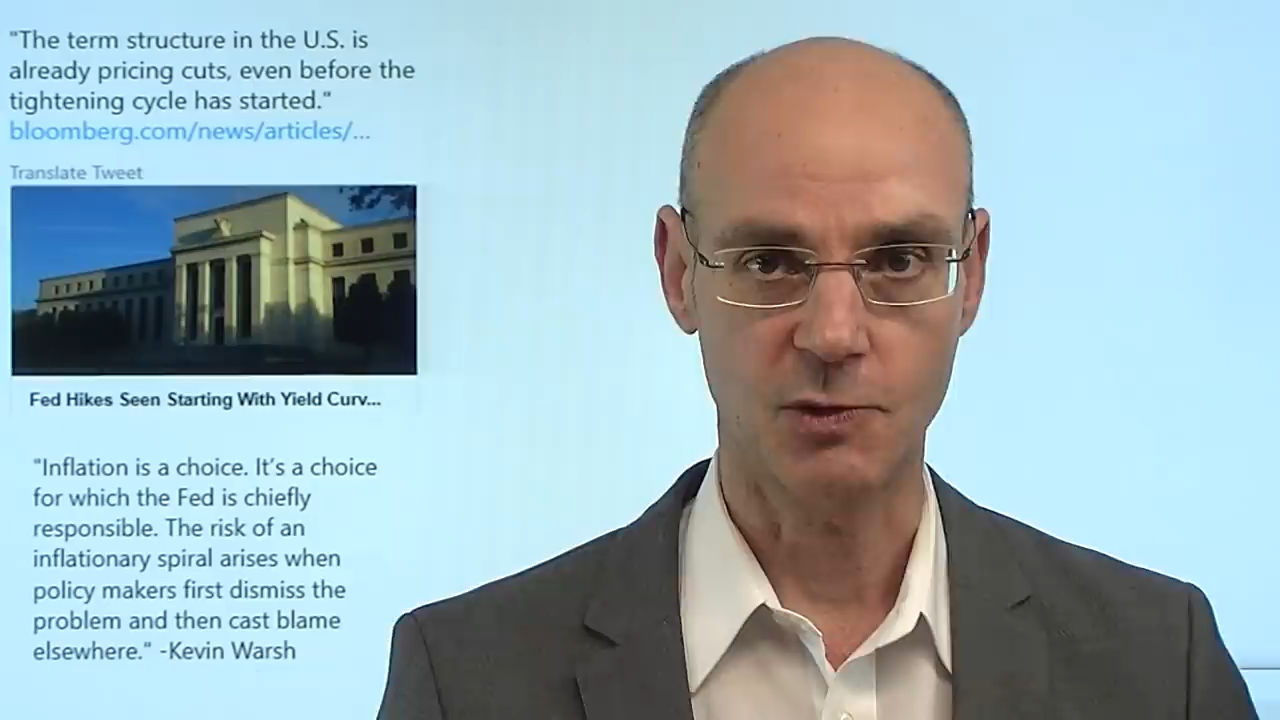 "The term structure in the U.S. is
already pricing cuts, even before the
tightening cycle has started."
bloomberg.com/news/articles/...
Translate Tweet
Fed Hikes Seen Starting With Yield Curv...
"Inflation is a choice. It's a choice
for which the Fed is chiefly
responsible. The risk of an
inflationary spiral arises when
policy makers first dismiss the
problem and then cast blame
elsewhere." -Kevin Warsh